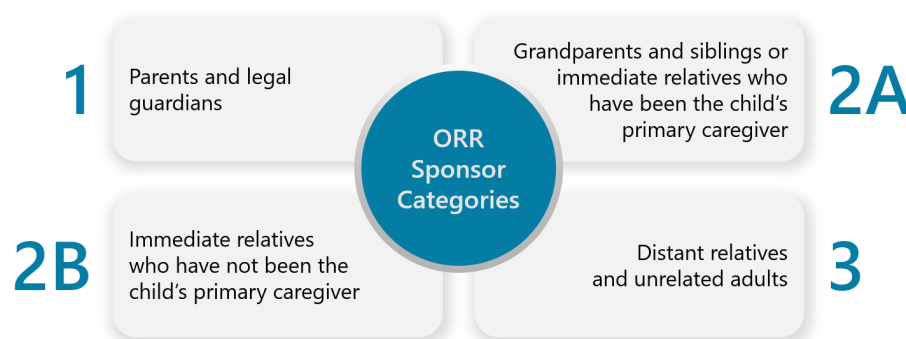 1
Parents and legal
guardians
Grandparents and siblings or
immediate relatives who
have been the child’s
primary caregiver
2A
ORR
Sponsor
Categories
2B
Immediate relatives
who have not been the
child’s primary caregiver
Distant relatives
and unrelated adults
3